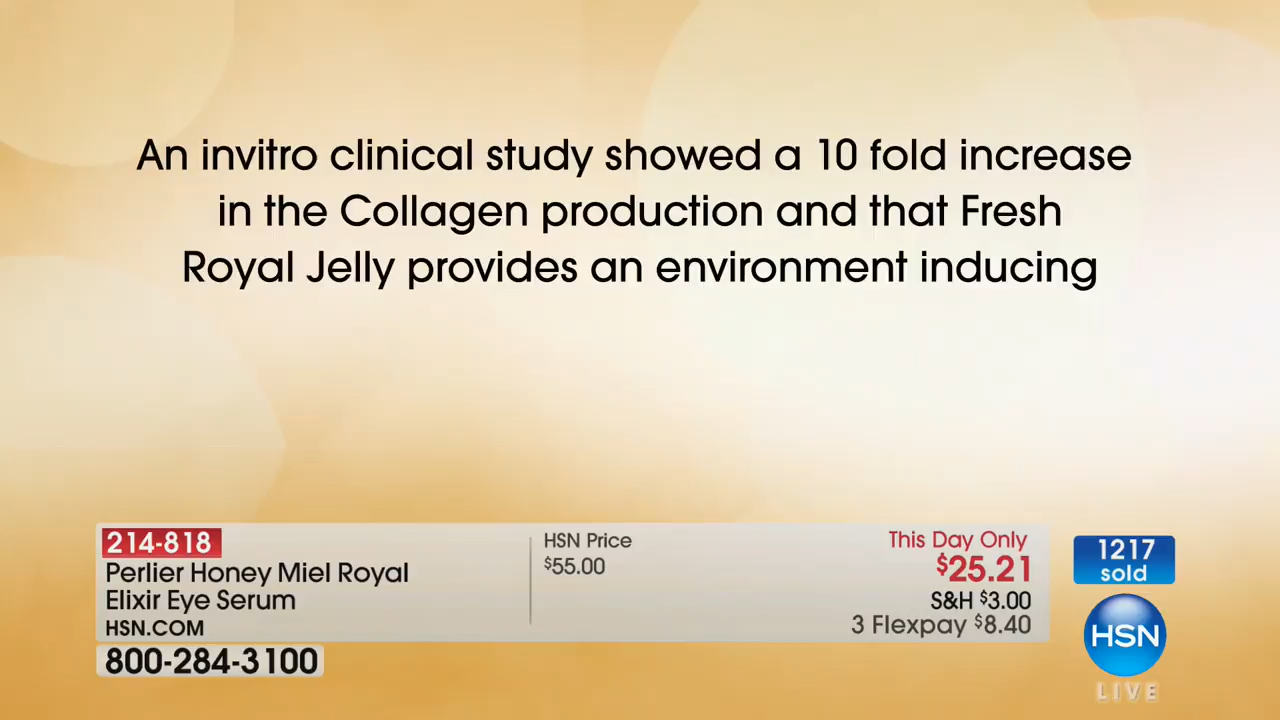 An invitro clinical study showed a 10 fold increase
in the Collagen production and that Fresh
Royal Jelly provides an environment inducing
214-818
Perlier Honey Miel Royal
Elixir Eye Serum
HSN.COM
800-284-3100
HSN Price
$55.00
This Day Only
$25.21
S&H $3.00
3 Flexpay $8.40
1217
sold
HSN
LIVE